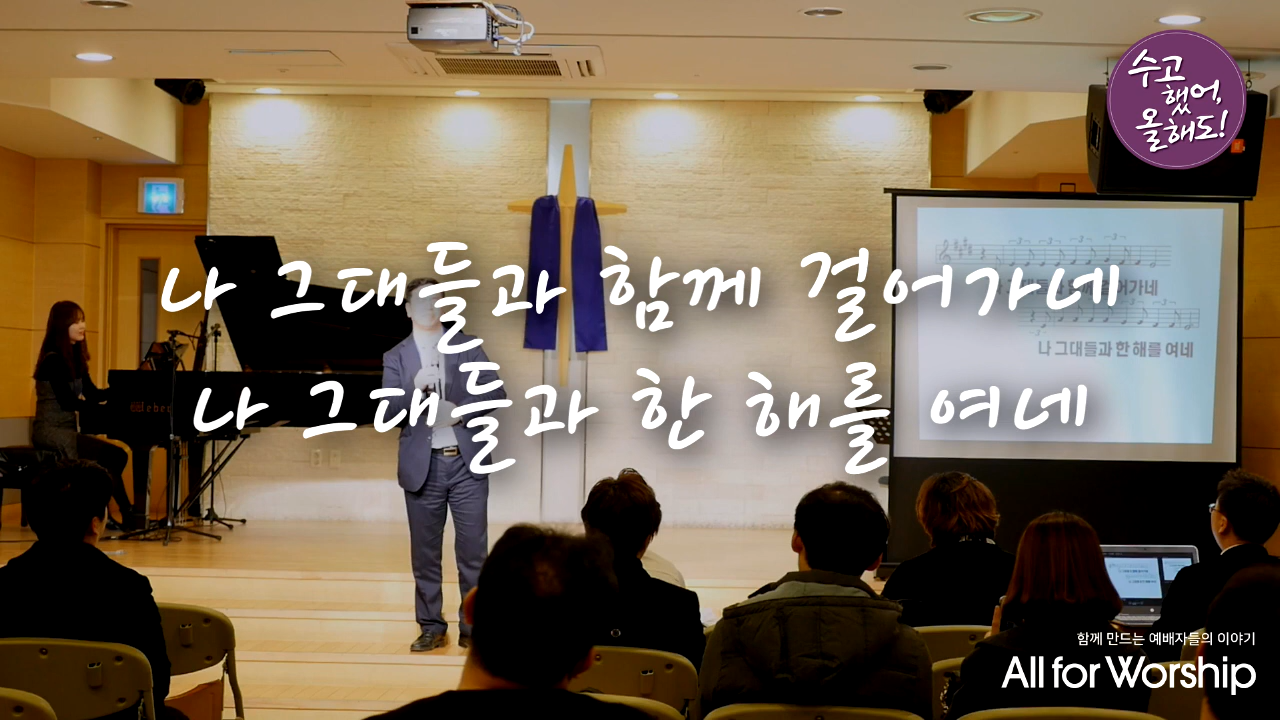 수고
했어,
올해도!
나 그대들과 함께 걸어가네
나 그대들과 한 해를 여네
어가네
나 그대들과 한 해를 여네
Weber
함께 만드는 예배자들의 이야기
All for Worship